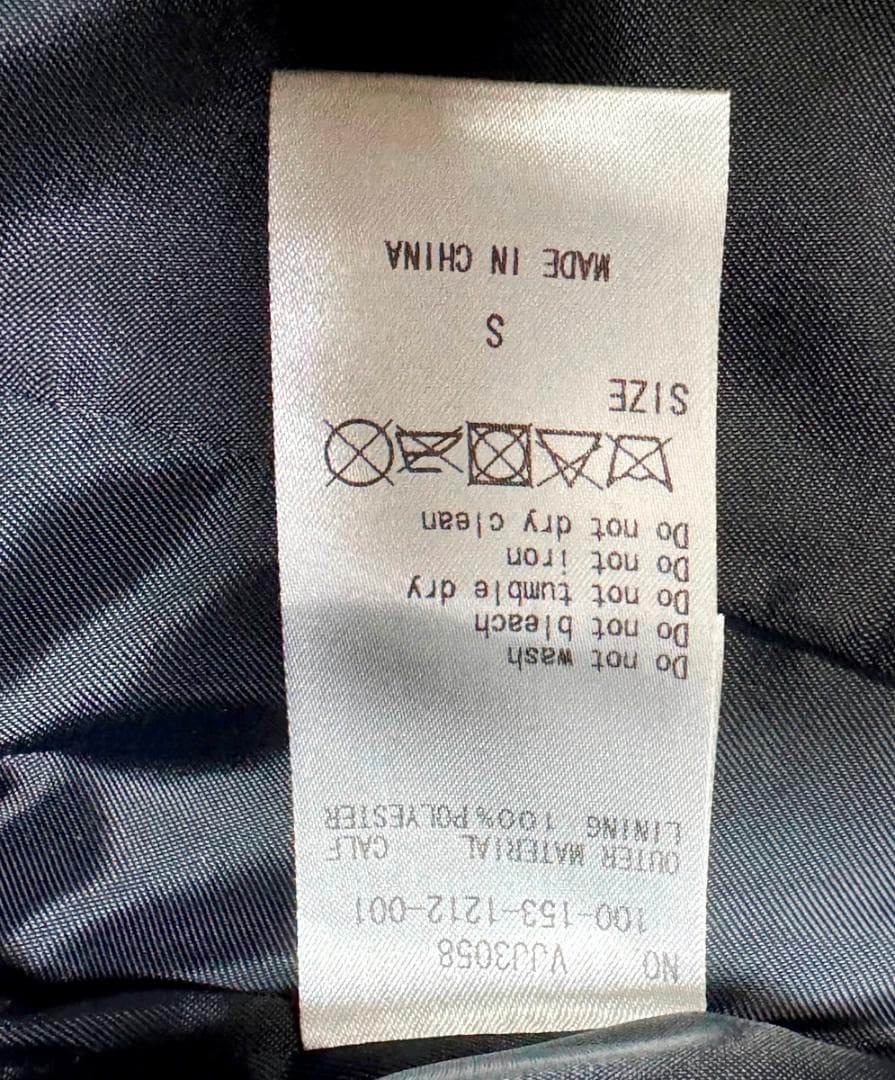 NO. VJJ3058
100-153-1212-001
OUTER MATERIAL CALF
LINING 100%POLYESTER
Do not wash
Do not bleach
Do not tumble dry
Do not iron
Do not dry clean
SIZE
S
MADE IN CHINA